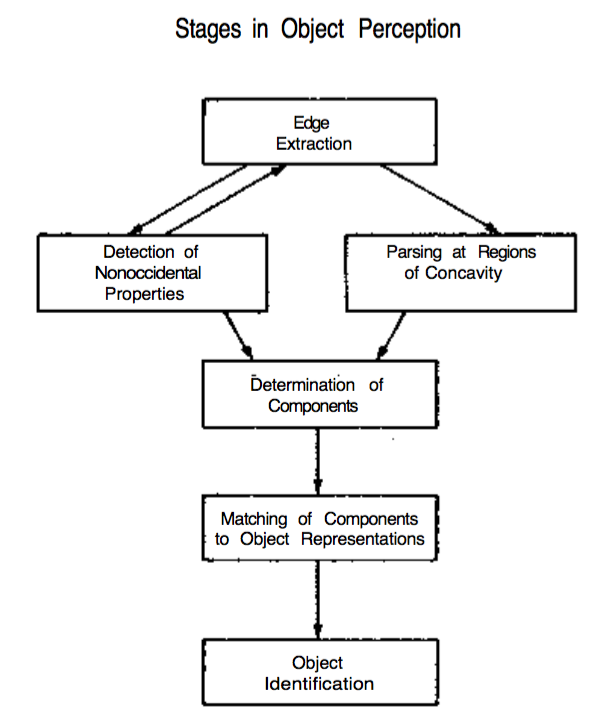 Stages in Object Perception
Edge
Extraction
Detection of
Nonoccidental
Properties
Parsing at Regions
of Concavity
Determination of
Components
Matching of Components
to Object Representations
Object
Identification